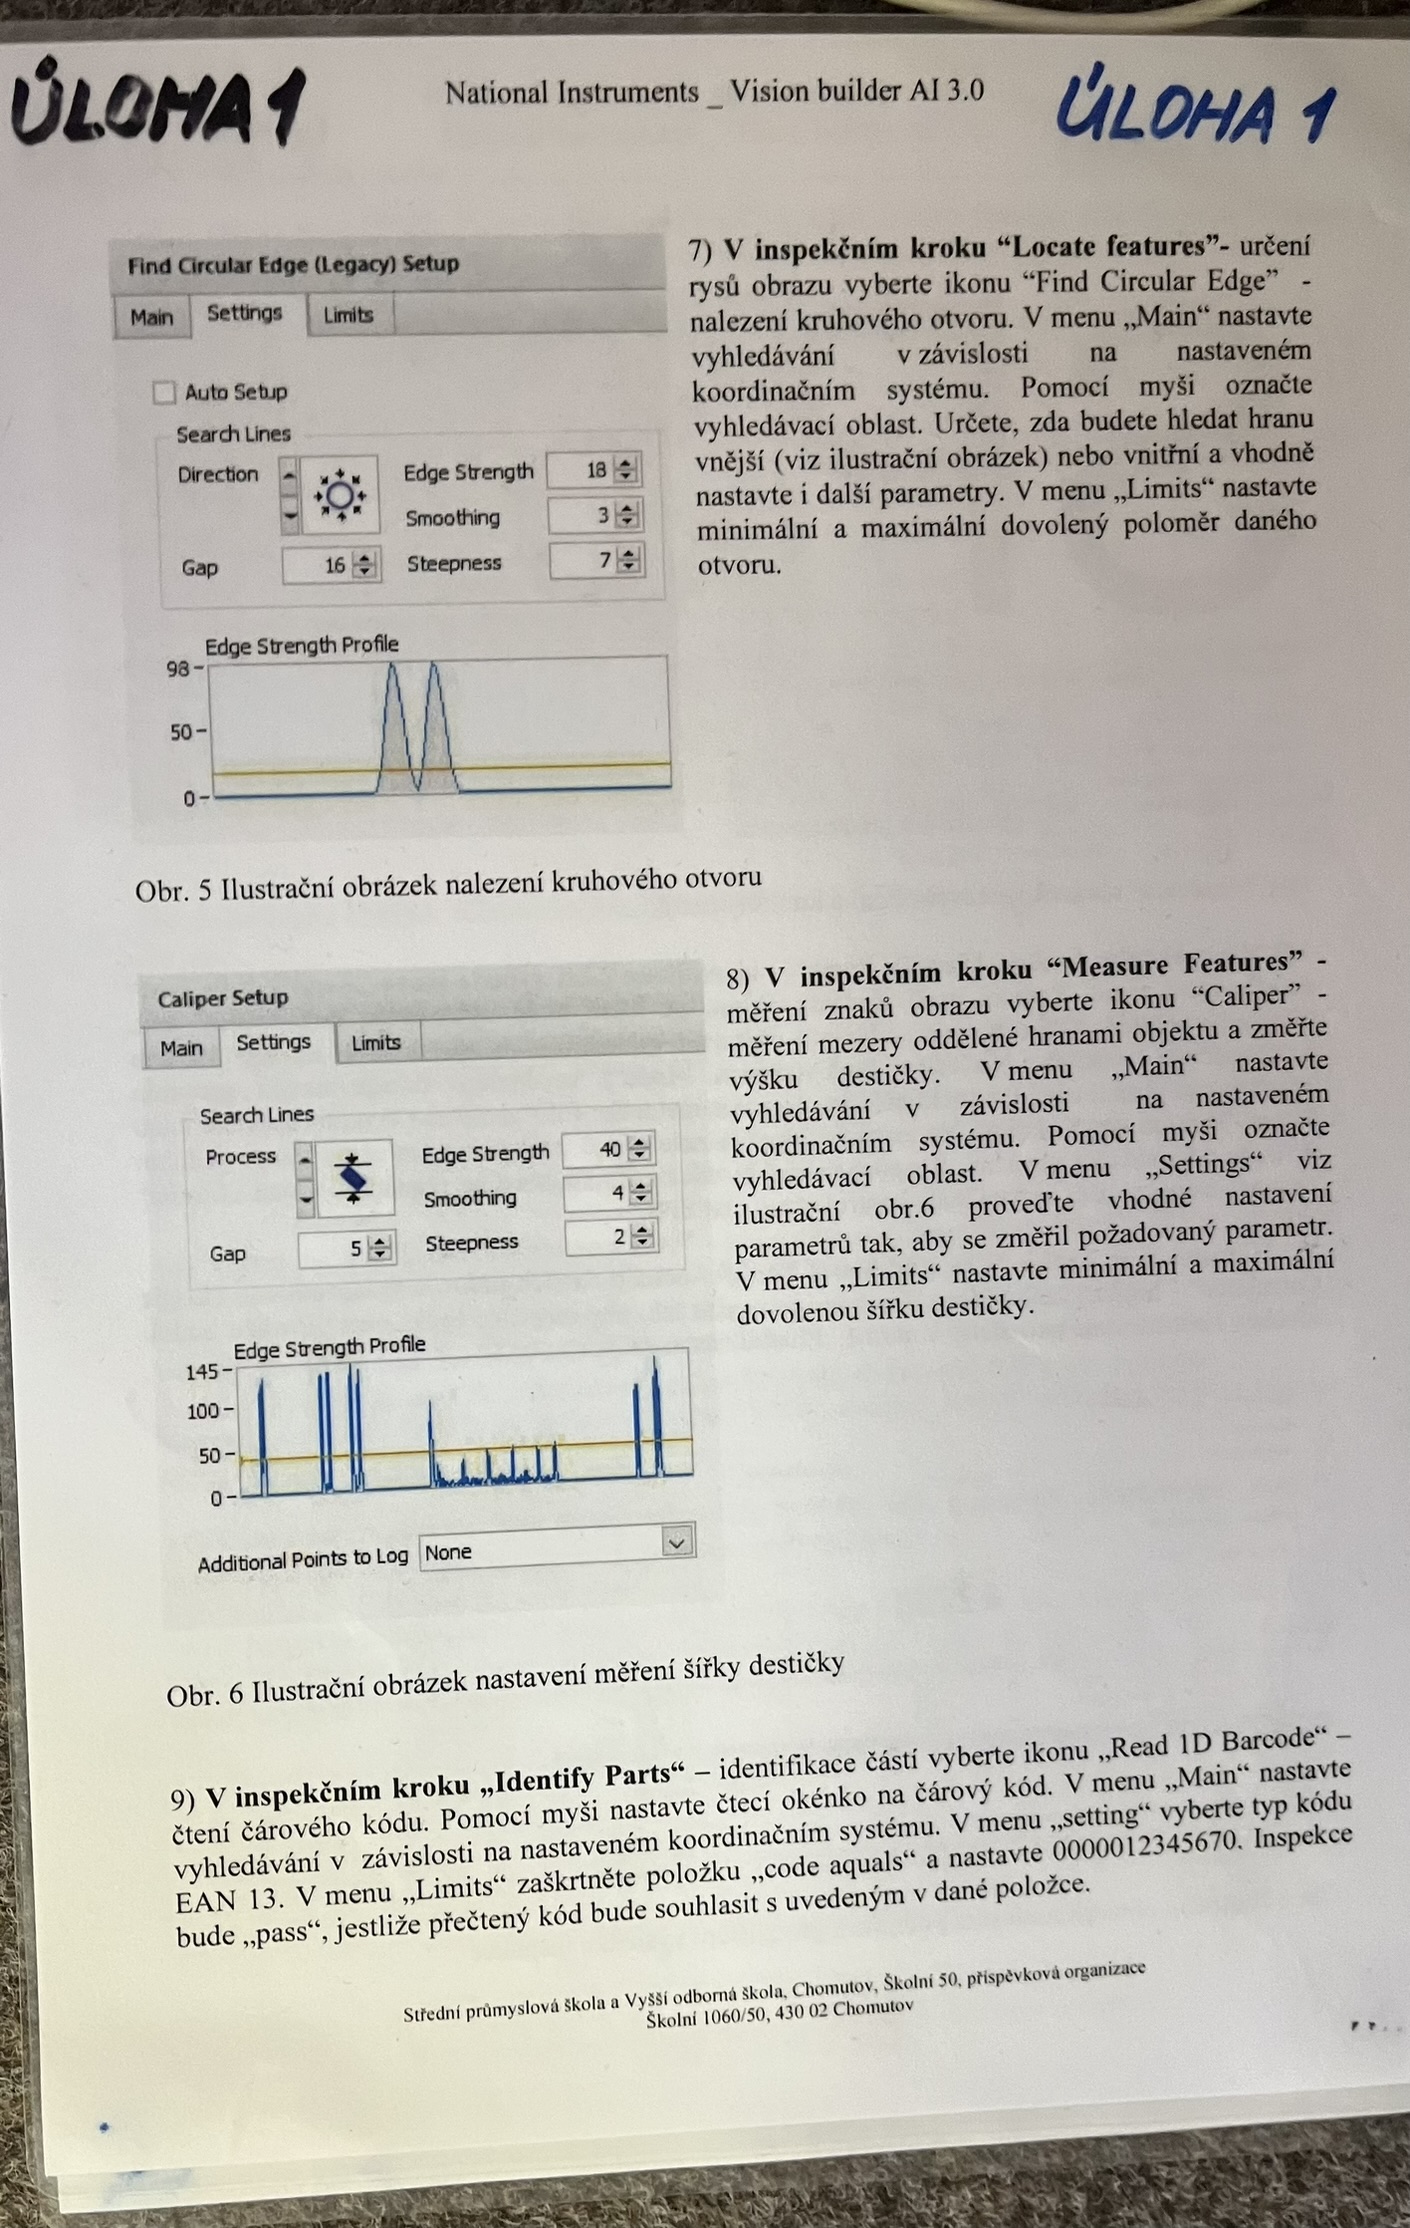 ÚLOHA 1
National Instruments _ Vision builder AI 3.0
ÚLOHA 1
Find Circular Edge (Legacy) Setup
Main Settings Limits
Auto Setup
Search Lines
Direction
Edge Strength 18
Smoothing 3
Gap 16
Steepness 7
Edge Strength Profile
98
50
0
7) V inspekčním kroku “Locate features”- určení
rysů obrazu vyberte ikonu “Find Circular Edge” -
nalezení kruhového otvoru. V menu „Main“ nastavte
vyhledávání v závislosti na nastaveném
koordinačním systému. Pomocí myši označte
vyhledávací oblast. Určete, zda budete hledat hranu
vnější (viz ilustrační obrázek) nebo vnitřní a vhodně
nastavte i další parametry. V menu „Limits“ nastavte
minimální a maximální dovolený poloměr daného
otvoru.
Obr. 5 Ilustrační obrázek nalezení kruhového otvoru
Caliper Setup
Main Settings Limits
Search Lines
Process
Edge Strength 40
Smoothing 4
Gap 5
Steepness 2
Edge Strength Profile
145
100
50
0
Additional Points to Log None
8) V inspekčním kroku “Measure Features” -
měření znaků obrazu vyberte ikonu “Caliper” -
měření mezery oddělené hranami objektu a změřte
výšku destičky. V menu „Main“ nastavte
vyhledávání v závislosti na nastaveném
koordinačním systému. Pomocí myši označte
vyhledávací oblast. V menu „Settings“ viz
ilustrační obr.6 proveďte vhodné nastavení
parametrů tak, aby se změřil požadovaný parametr.
V menu „Limits“ nastavte minimální a maximální
dovolenou šířku destičky.
Obr. 6 Ilustrační obrázek nastavení měření šířky destičky
9) V inspekčním kroku „Identify Parts“ – identifikace částí vyberte ikonu „Read 1D Barcode“ –
čtení čárového kódu. Pomocí myši nastavte čtecí okénko na čárový kód. V menu „Main“ nastavte
vyhledávání v závislosti na nastaveném koordinačním systému. V menu „setting“ vyberte typ kódu
EAN 13. V menu „Limits“ zaškrtněte položku „code aquals“ a nastavte 0000012345670. Inspekce
bude „pass“, jestliže přečtený kód bude souhlasit s uvedeným v dané položce.
Střední průmyslová škola a Vyšší odborná škola, Chomutov, Školní 50, příspěvková organizace
Školní 1060/50, 430 02 Chomutov